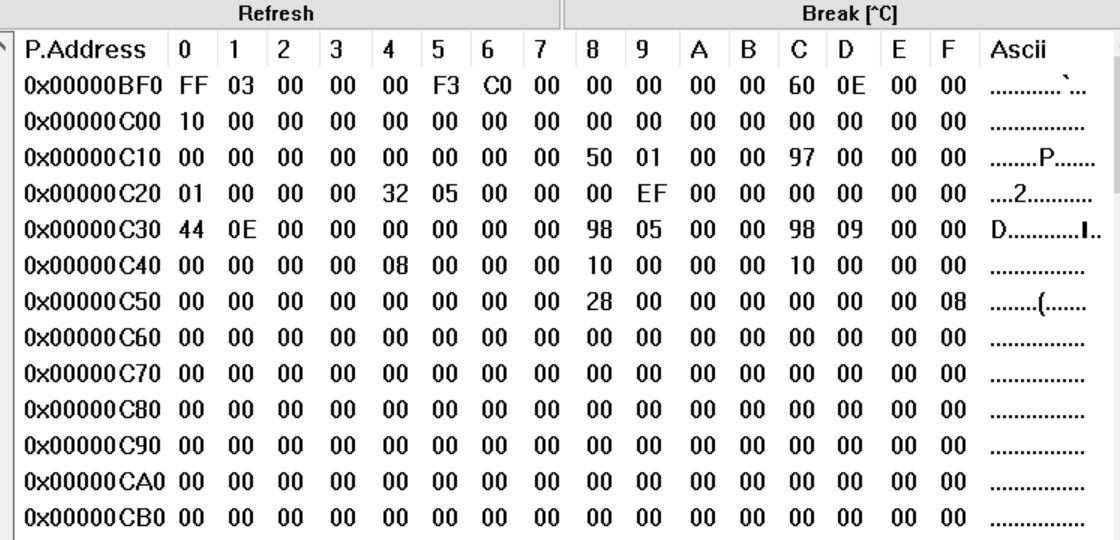 Refresh Break [^C]
P.Address 0 1 2 3 4 5 6 7 8 9 A B C D E F Ascii
0x00000BF0 FF 03 00 00 00 F3 C0 00 00 00 00 00 60 0E 00 00 ............`...
0x00000C00 10 00 00 00 00 00 00 00 00 00 00 00 00 00 00 00 ................
0x00000C10 00 00 00 00 00 00 00 00 50 01 00 00 97 00 00 00 ........P.......
0x00000C20 01 00 00 00 32 05 00 00 00 EF 00 00 00 00 00 00 ....2...........
0x00000C30 44 0E 00 00 00 00 00 00 98 05 00 00 98 09 00 00 D............ı..
0x00000C40 00 00 00 00 08 00 00 00 10 00 00 00 10 00 00 00 ................
0x00000C50 00 00 00 00 00 00 00 00 28 00 00 00 00 00 00 08 ........(.......
0x00000C60 00 00 00 00 00 00 00 00 00 00 00 00 00 00 00 00 ................
0x00000C70 00 00 00 00 00 00 00 00 00 00 00 00 00 00 00 00 ................
0x00000C80 00 00 00 00 00 00 00 00 00 00 00 00 00 00 00 00 ................
0x00000C90 00 00 00 00 00 00 00 00 00 00 00 00 00 00 00 00 ................
0x00000CA0 00 00 00 00 00 00 00 00 00 00 00 00 00 00 00 00 ................
0x00000CB0 00 00 00 00 00 00 00 00 00 00 00 00 00 00 00 00 ................